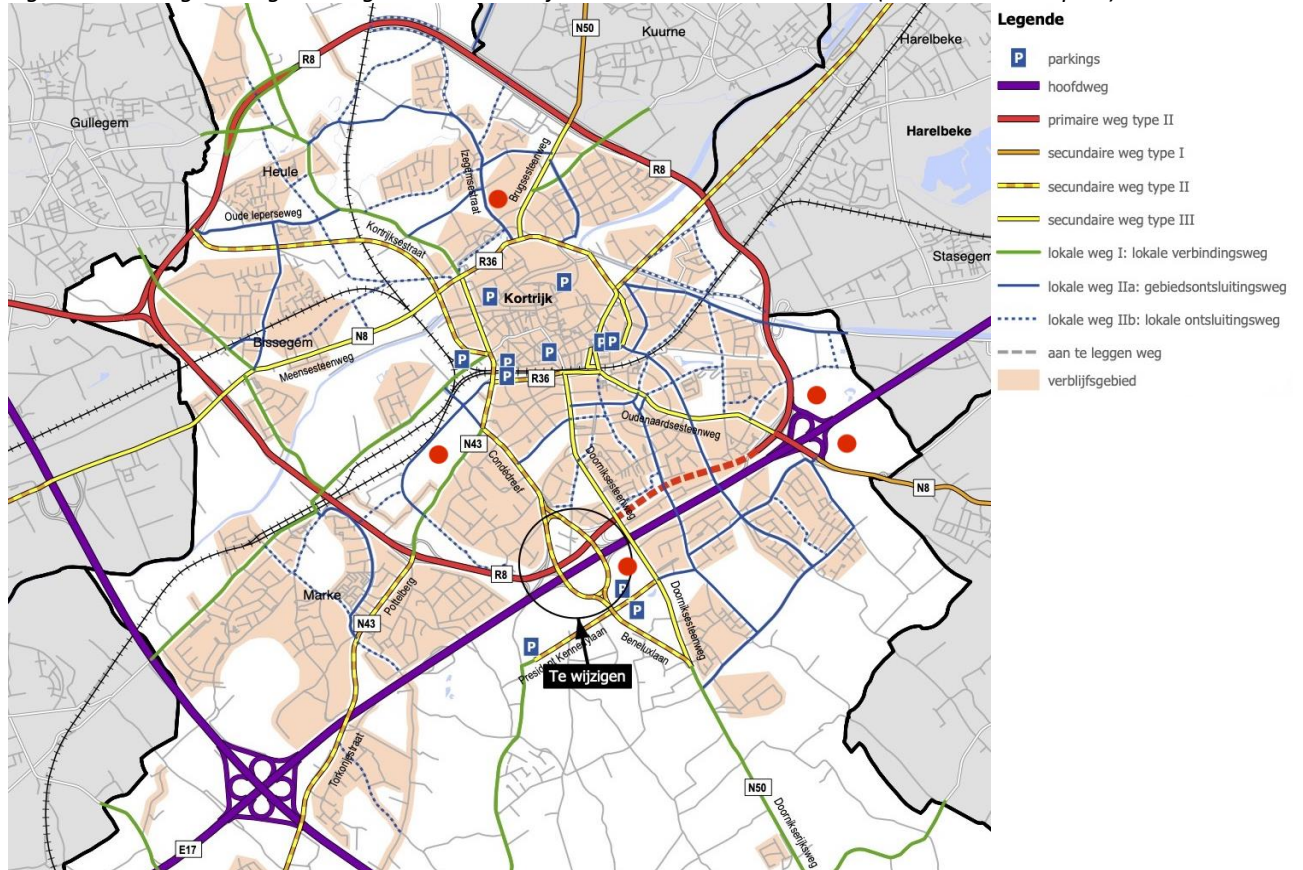 Legende
P parkings
hoofdweg
primaire weg type II
secundaire weg type I
secundaire weg type II
secundaire weg type III
lokale weg I: lokale verbindingsweg
lokale weg IIa: gebiedsontsluitingsweg
lokale weg IIb: lokale ontsluitingsweg
aan te leggen weg
verblijfsgebied
N50
Kuurne
Harelbeke
R8
Gullegem
Harelbeke
Izegemsestraat
Brugsesteenweg
R8
Heule
Oude Ieperseweg
Kortrijksestraat
Stasegem
R36
P
P
Kortrijk
N8
Bissegem
Meensesteenweg
P
P
P
P
P
P
R36
Oudenaardsesteenweg
N43
Condédreef
Doorniksesteenweg
N8
R8
Pottelberg
P
P
Doorniksesteenweg
Marke
N43
P
President Kennedylaan
Beneluxlaan
Te wijzigen
Torkonjestraat
N50
Doornikserijksweg
E17